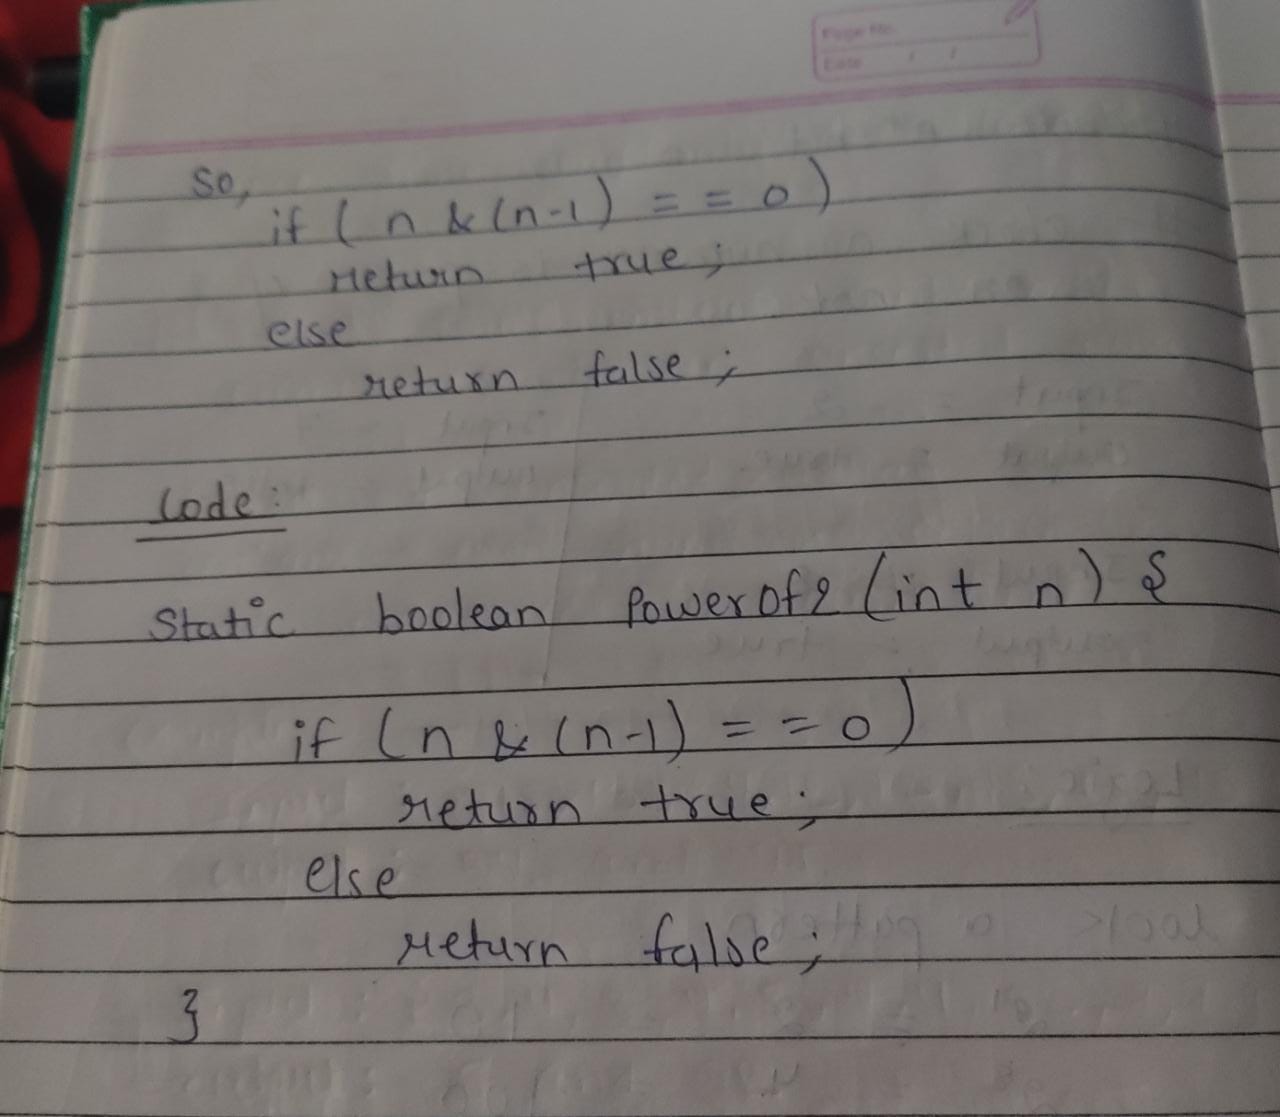 Page No.
Date / /
So,
if ( n & (n-1) == 0)
return true;
else
return false;
Code:
Static boolean Powerof2 (int n) {
if (n & (n-1) == 0)
return true;
else
return false;
}